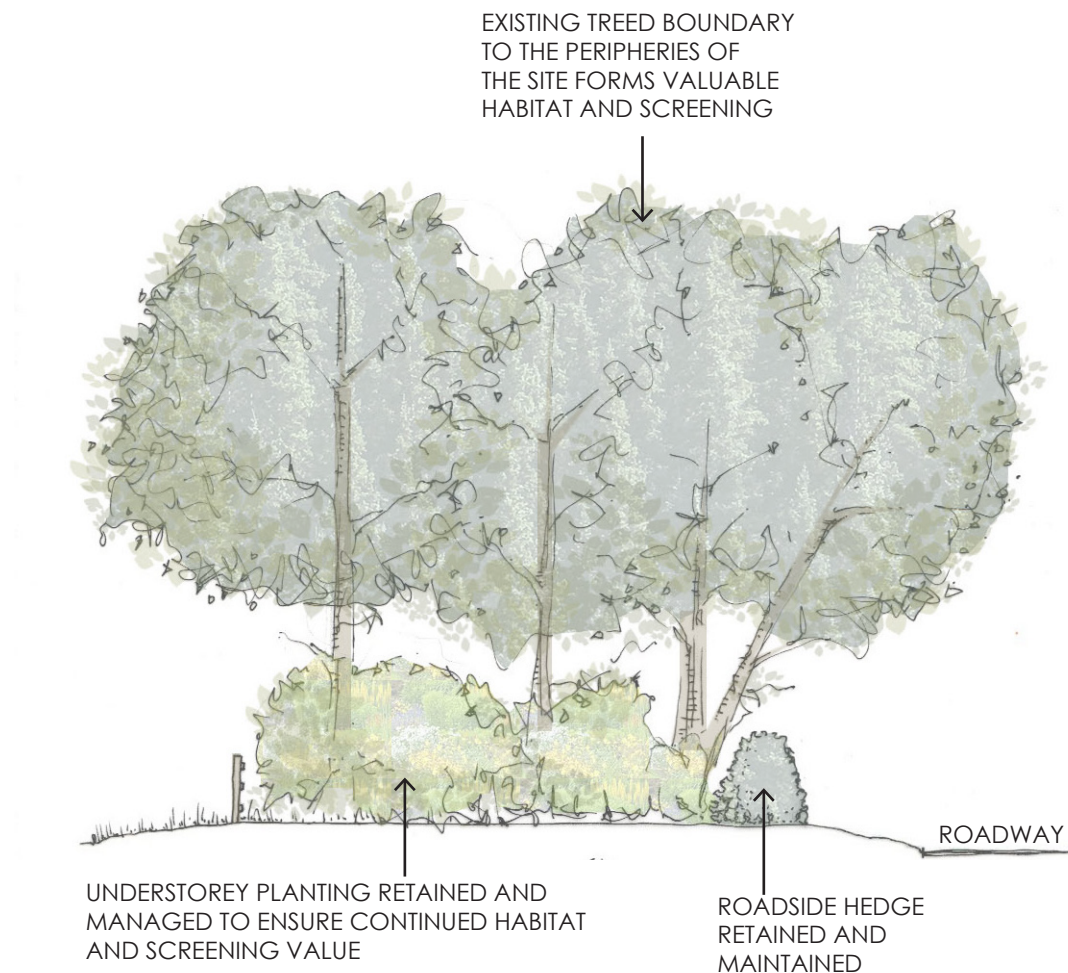 EXISTING TREED BOUNDARY
TO THE PERIPHERIES OF
THE SITE FORMS VALUABLE
HABITAT AND SCREENING
ROADWAY
UNDERSTOREY PLANTING RETAINED AND
MANAGED TO ENSURE CONTINUED HABITAT
AND SCREENING VALUE
ROADSIDE HEDGE
RETAINED AND
MAINTAINED